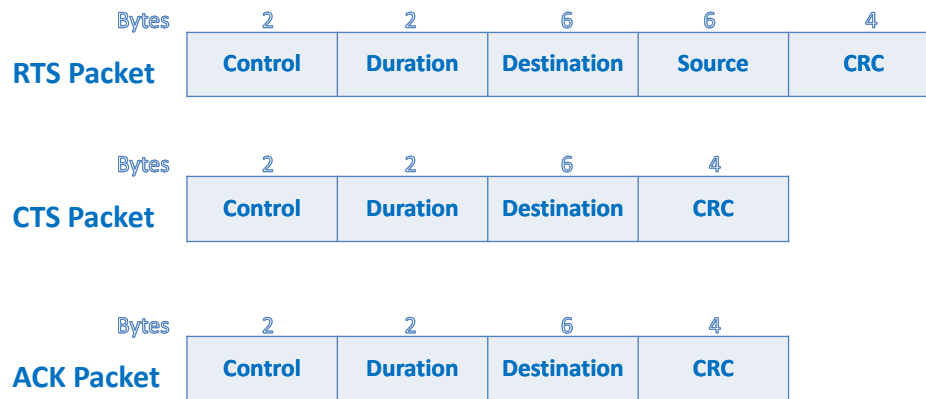 Bytes 2 2 6 6 4
RTS Packet Control Duration Destination Source CRC
Bytes 2 2 6 4
CTS Packet Control Duration Destination CRC
Bytes 2 2 6 4
ACK Packet Control Duration Destination CRC